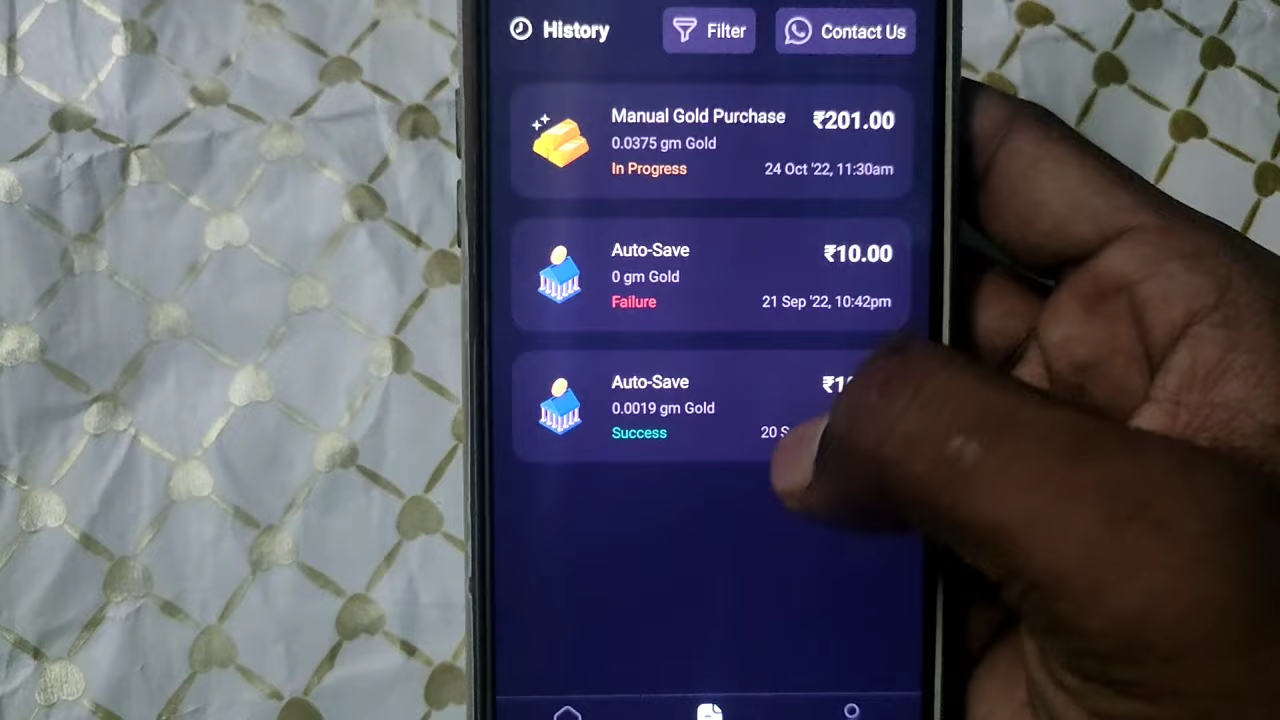 History
Filter
Contact Us
Manual Gold Purchase
₹201.00
0.0375 gm Gold
In Progress
24 Oct '22, 11:30am
Auto-Save
₹10.00
0 gm Gold
Failure
21 Sep '22, 10:42pm
Auto-Save
0.0019 gm Gold
Success
20